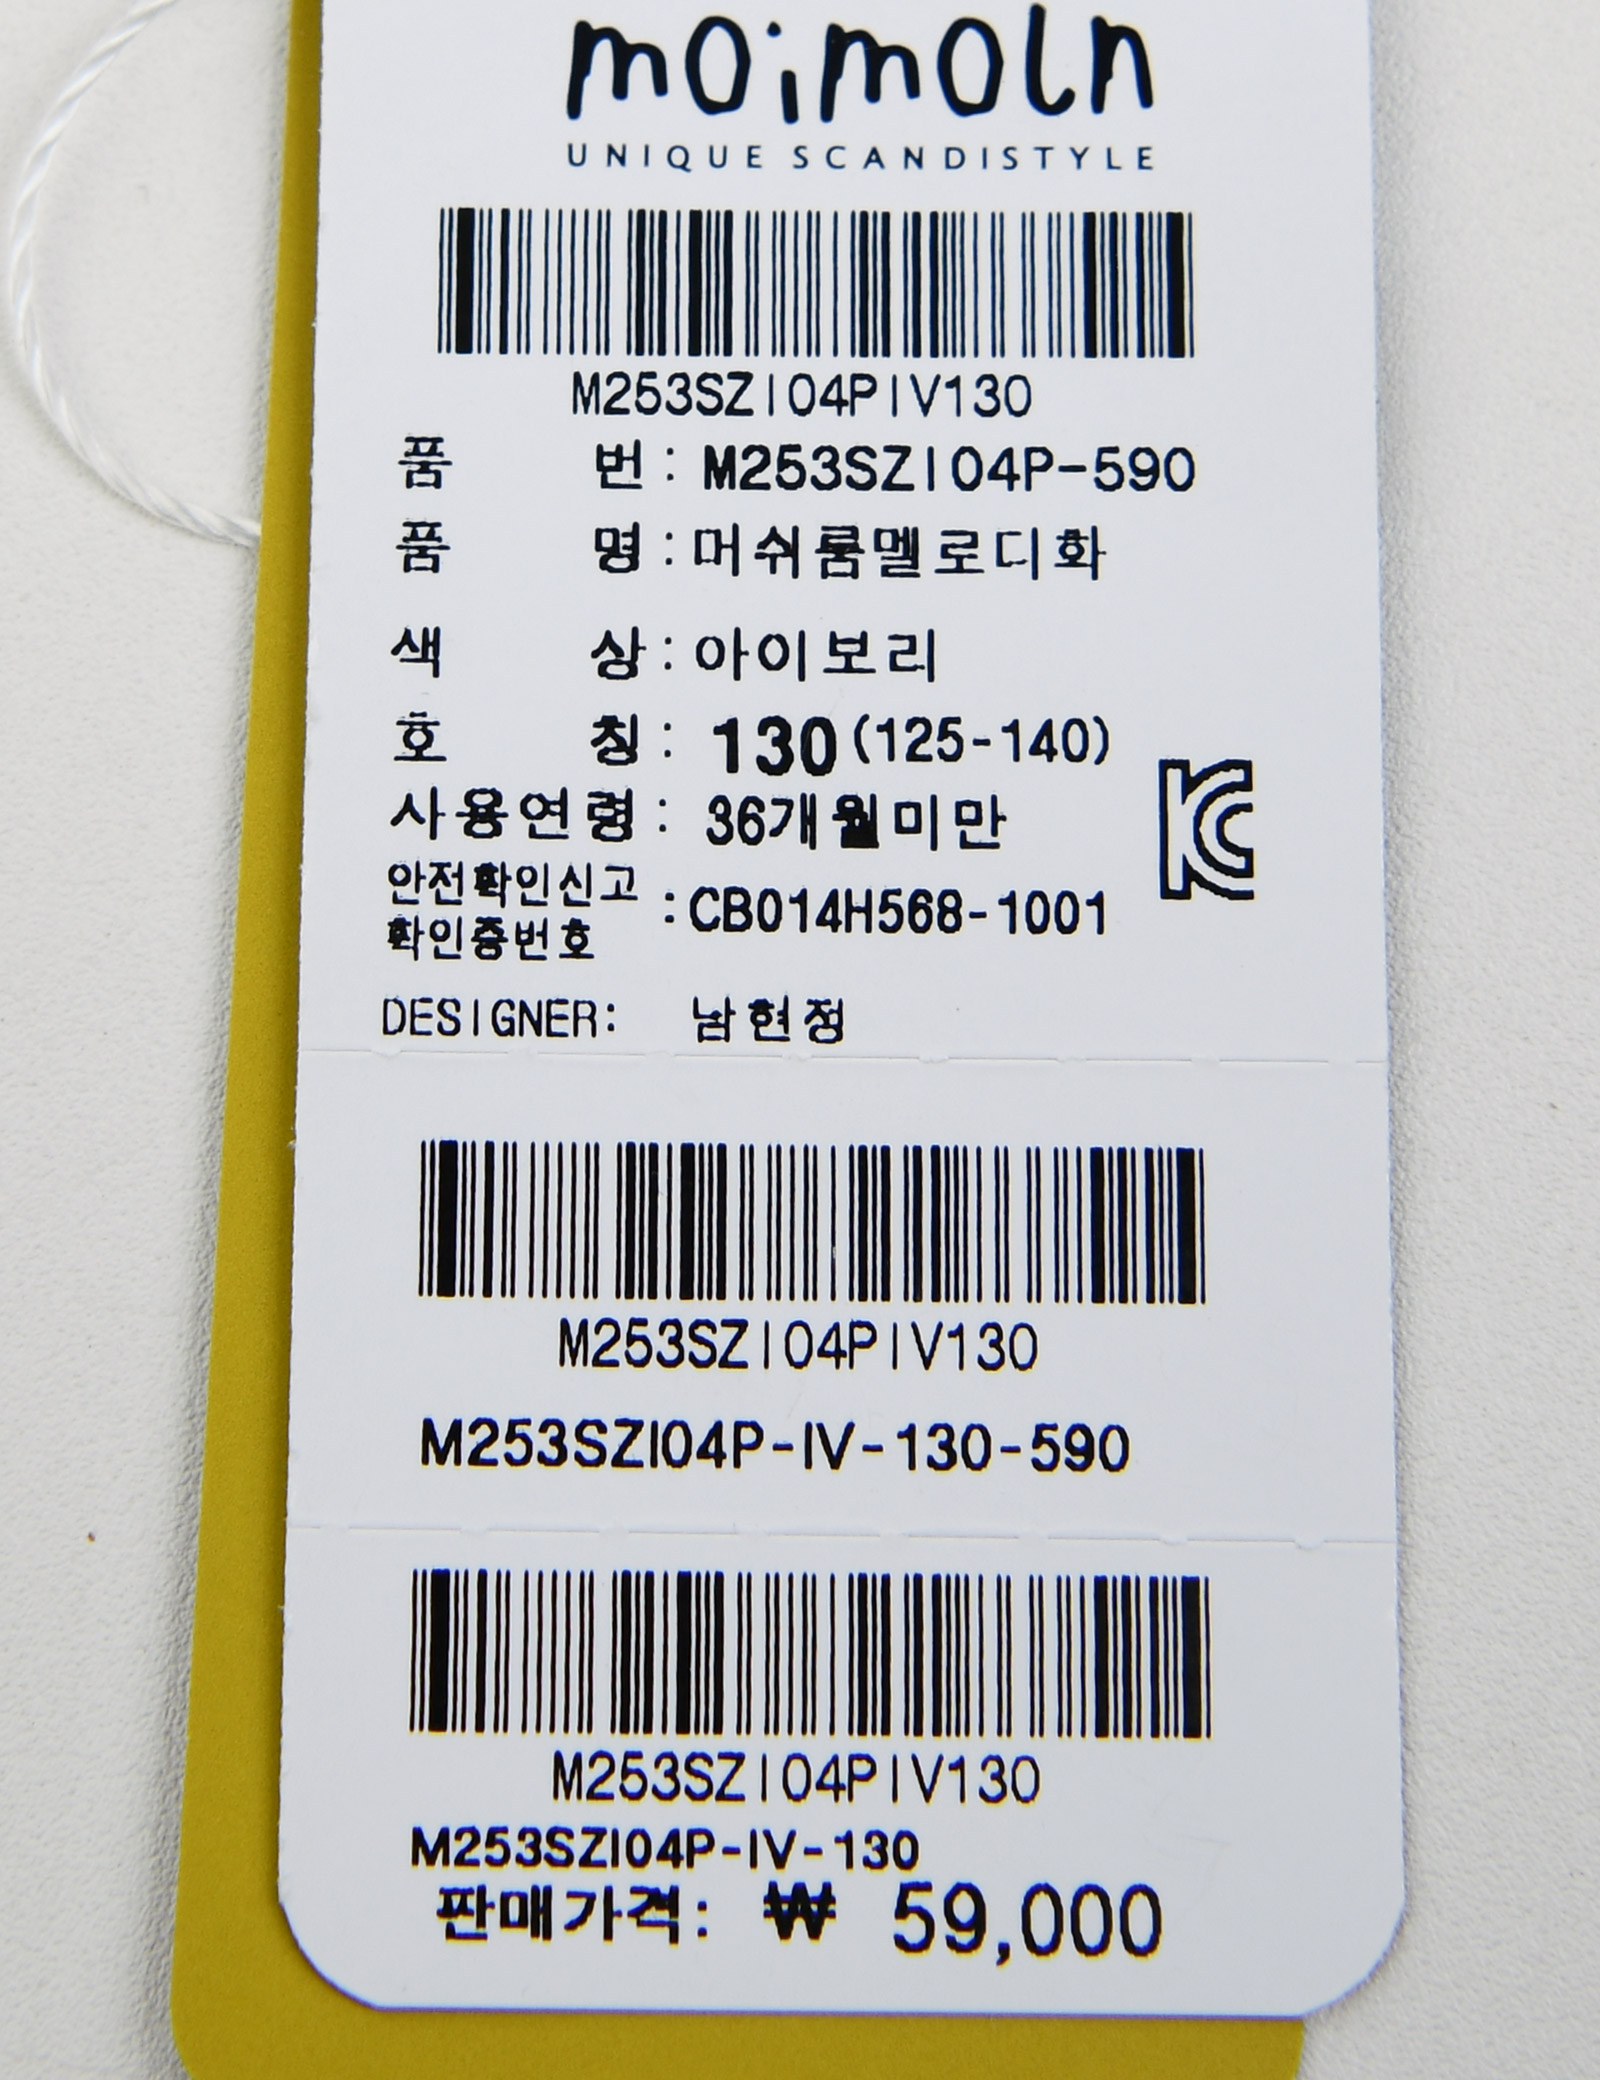 moimoln
UNIQUE SCANDISTYLE
M253SZI04PIV130
품 번 : M253SZI04P-590
품 명 : 머쉬룸멜로디화
색 상 : 아이보리
호 칭 : 130(125-140)
사용연령 : 36개월미만
안전확인신고
확인증번호 : CB014H568-1001
DESIGNER: 남현정
M253SZI04PIV130
M253SZI04P-IV-130-590
M253SZI04PIV130
M253SZI04P-IV-130
판매가격: ₩ 59,000